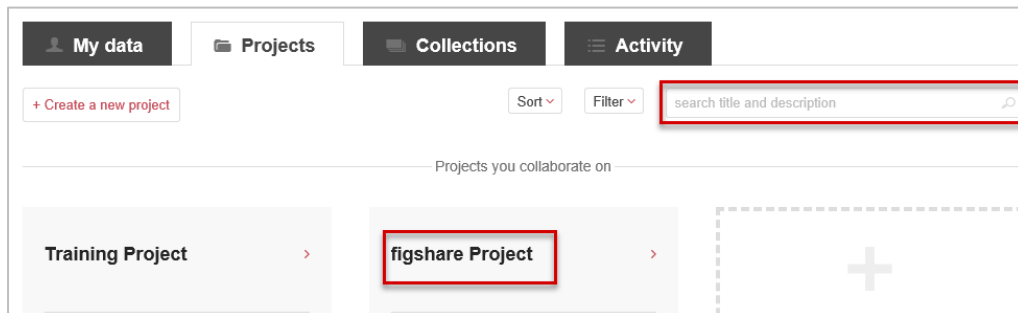 My data Projects Collections Activity
+ Create a new project Sort Filter search title and description
Projects you collaborate on
Training Project figshare Project